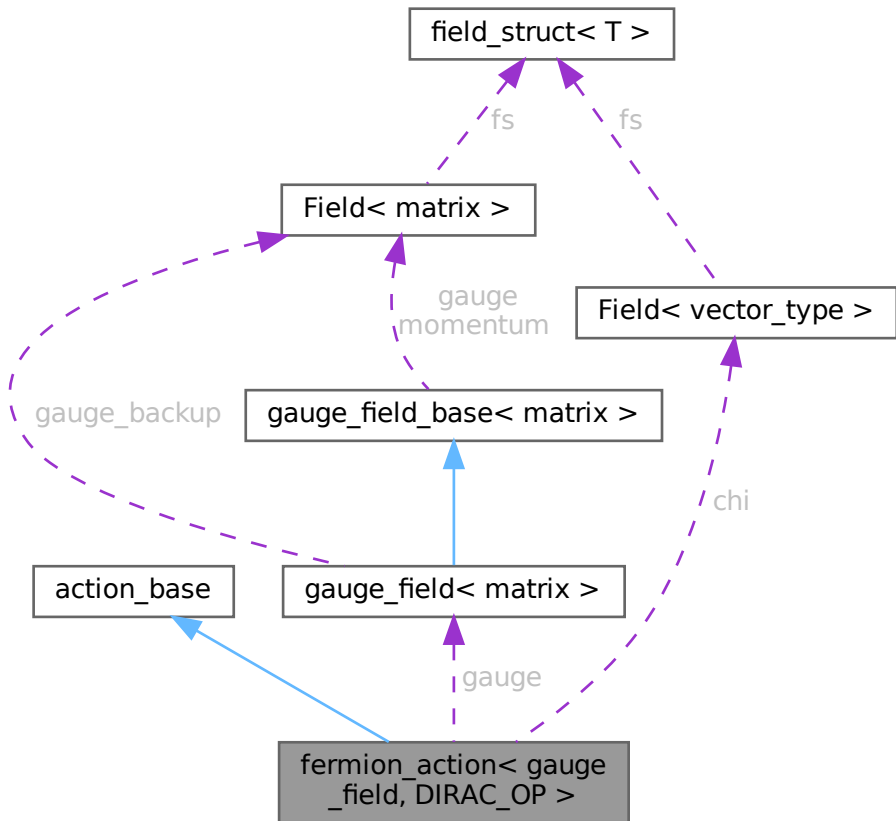 field_struct< T >
fs
fs
Field< matrix >
gauge
momentum
Field< vector_type >
gauge_backup
gauge_field_base< matrix >
chi
action_base
gauge_field< matrix >
gauge
fermion_action< gauge
_field, DIRAC_OP >